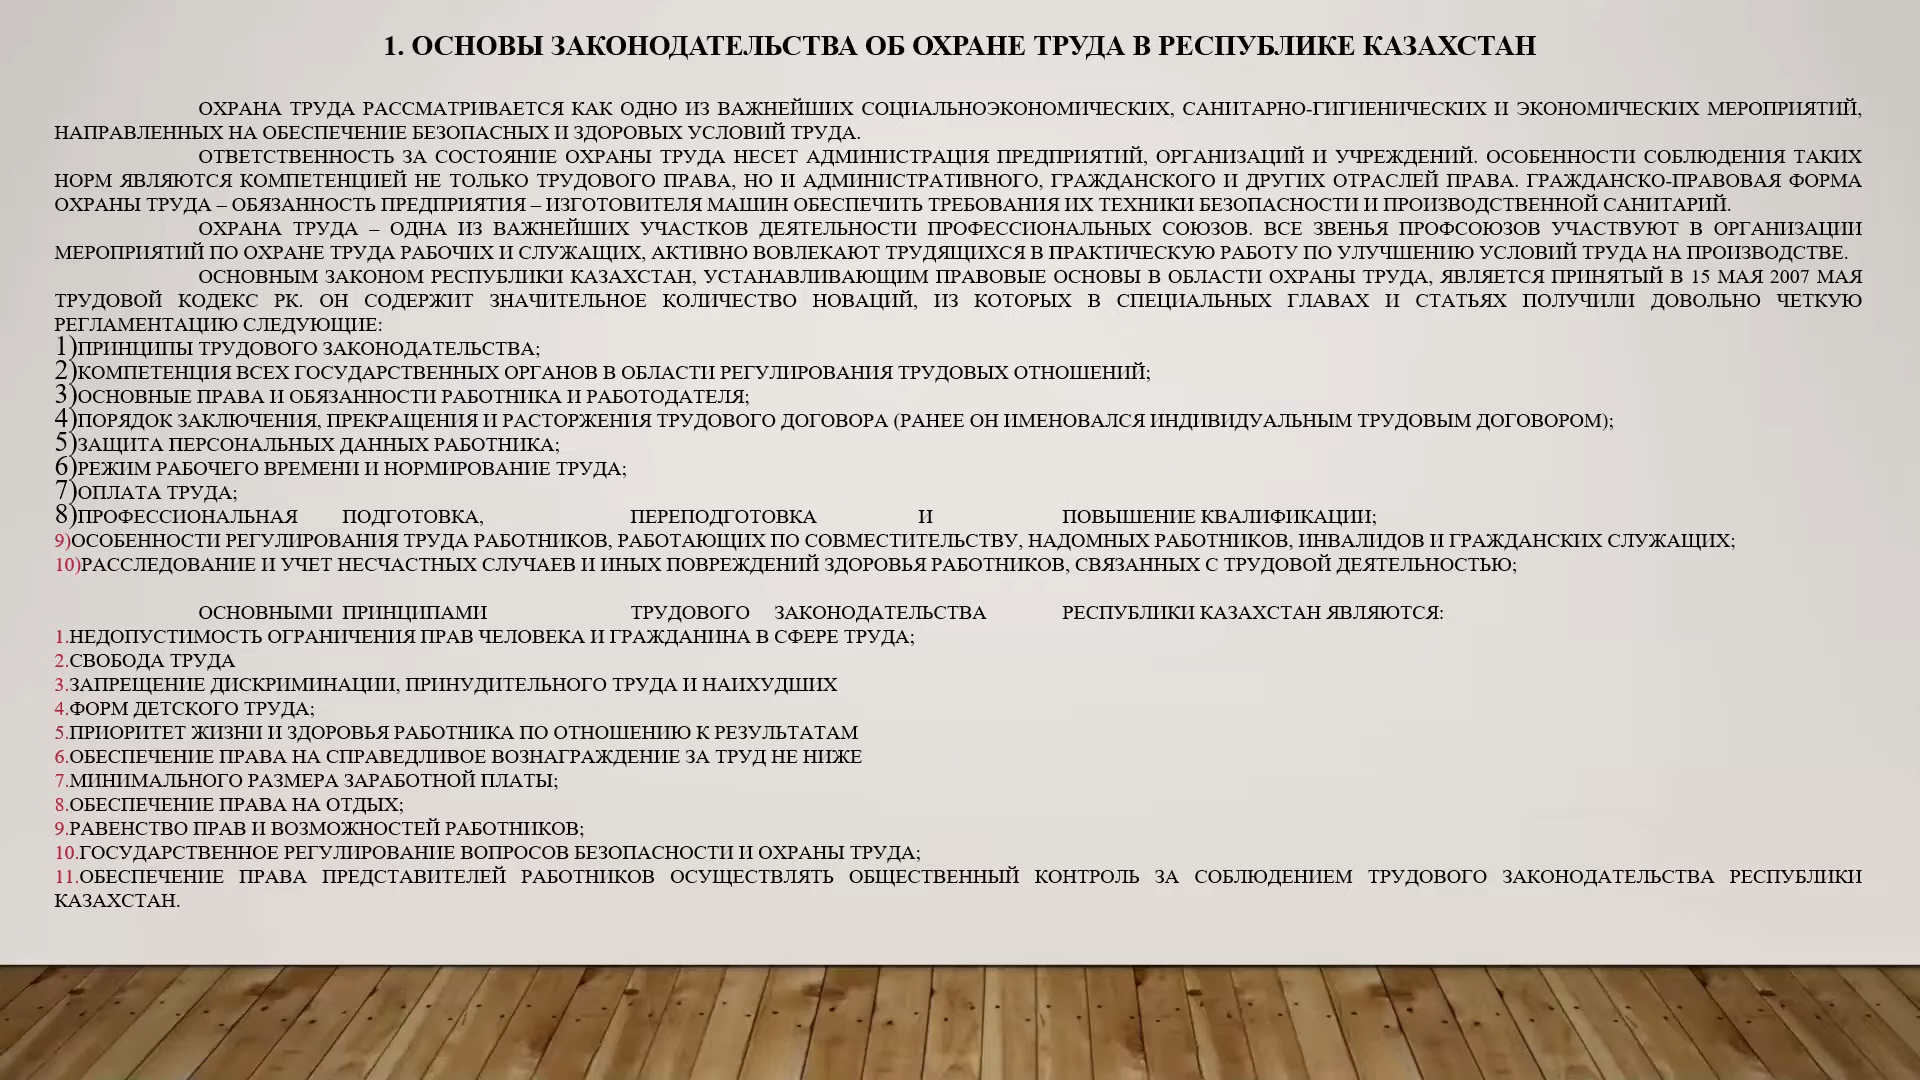 1. ОСНОВЫ ЗАКОНОДАТЕЛЬСТВА ОБ ОХРАНЕ ТРУДА В РЕСПУБЛИКЕ КАЗАХСТАН
ОХРАНА ТРУДА РАССМАТРИВАЕТСЯ КАК ОДНО ИЗ ВАЖНЕЙШИХ СОЦИАЛЬНОЭКОНОМИЧЕСКИХ, САНИТАРНО-ГИГИЕНИЧЕСКИХ И ЭКОНОМИЧЕСКИХ МЕРОПРИЯТИЙ,
НАПРАВЛЕННЫХ НА ОБЕСПЕЧЕНИЕ БЕЗОПАСНЫХ И ЗДОРОВЫХ УСЛОВИЙ ТРУДА.
ОТВЕТСТВЕННОСТЬ ЗА СОСТОЯНИЕ ОХРАНЫ ТРУДА НЕСЕТ АДМИНИСТРАЦИЯ ПРЕДПРИЯТИЙ, ОРГАНИЗАЦИЙ И УЧРЕЖДЕНИЙ. ОСОБЕННОСТИ СОБЛЮДЕНИЯ ТАКИХ
НОРМ ЯВЛЯЮТСЯ КОМПЕТЕНЦИЕЙ НЕ ТОЛЬКО ТРУДОВОГО ПРАВА, НО И АДМИНИСТРАТИВНОГО, ГРАЖДАНСКОГО И ДРУГИХ ОТРАСЛЕЙ ПРАВА. ГРАЖДАНСКО-ПРАВОВАЯ ФОРМА
ОХРАНЫ ТРУДА – ОБЯЗАННОСТЬ ПРЕДПРИЯТИЯ – ИЗГОТОВИТЕЛЯ МАШИН ОБЕСПЕЧИТЬ ТРЕБОВАНИЯ ИХ ТЕХНИКИ БЕЗОПАСНОСТИ И ПРОИЗВОДСТВЕННОЙ САНИТАРИЙ.
ОХРАНА ТРУДА – ОДНА ИЗ ВАЖНЕЙШИХ УЧАСТКОВ ДЕЯТЕЛЬНОСТИ ПРОФЕССИОНАЛЬНЫХ СОЮЗОВ. ВСЕ ЗВЕНЬЯ ПРОФСОЮЗОВ УЧАСТВУЮТ В ОРГАНИЗАЦИИ
МЕРОПРИЯТИЙ ПО ОХРАНЕ ТРУДА РАБОЧИХ И СЛУЖАЩИХ, АКТИВНО ВОВЛЕКАЮТ ТРУДЯЩИХСЯ В ПРАКТИЧЕСКУЮ РАБОТУ ПО УЛУЧШЕНИЮ УСЛОВИЙ ТРУДА НА ПРОИЗВОДСТВЕ.
ОСНОВНЫМ ЗАКОНОМ РЕСПУБЛИКИ КАЗАХСТАН, УСТАНАВЛИВАЮЩИМ ПРАВОВЫЕ ОСНОВЫ В ОБЛАСТИ ОХРАНЫ ТРУДА, ЯВЛЯЕТСЯ ПРИНЯТЫЙ В 15 МАЯ 2007 МАЯ
ТРУДОВОЙ КОДЕКС РК. ОН СОДЕРЖИТ ЗНАЧИТЕЛЬНОЕ КОЛИЧЕСТВО НОВАЦИЙ, ИЗ КОТОРЫХ В СПЕЦИАЛЬНЫХ ГЛАВАХ И СТАТЬЯХ ПОЛУЧИЛИ ДОВОЛЬНО ЧЕТКУЮ
РЕГЛАМЕНТАЦИЮ СЛЕДУЮЩИЕ:
1)ПРИНЦИПЫ ТРУДОВОГО ЗАКОНОДАТЕЛЬСТВА;
2)КОМПЕТЕНЦИЯ ВСЕХ ГОСУДАРСТВЕННЫХ ОРГАНОВ В ОБЛАСТИ РЕГУЛИРОВАНИЯ ТРУДОВЫХ ОТНОШЕНИЙ;
3)ОСНОВНЫЕ ПРАВА И ОБЯЗАННОСТИ РАБОТНИКА И РАБОТОДАТЕЛЯ;
4)ПОРЯДОК ЗАКЛЮЧЕНИЯ, ПРЕКРАЩЕНИЯ И РАСТОРЖЕНИЯ ТРУДОВОГО ДОГОВОРА (РАНЕЕ ОН ИМЕНОВАЛСЯ ИНДИВИДУАЛЬНЫМ ТРУДОВЫМ ДОГОВОРОМ);
5)ЗАЩИТА ПЕРСОНАЛЬНЫХ ДАННЫХ РАБОТНИКА;
6)РЕЖИМ РАБОЧЕГО ВРЕМЕНИ И НОРМИРОВАНИЕ ТРУДА;
7)ОПЛАТА ТРУДА;
8)ПРОФЕССИОНАЛЬНАЯ ПОДГОТОВКА, ПЕРЕПОДГОТОВКА И ПОВЫШЕНИЕ КВАЛИФИКАЦИИ;
9)ОСОБЕННОСТИ РЕГУЛИРОВАНИЯ ТРУДА РАБОТНИКОВ, РАБОТАЮЩИХ ПО СОВМЕСТИТЕЛЬСТВУ, НАДОМНЫХ РАБОТНИКОВ, ИНВАЛИДОВ И ГРАЖДАНСКИХ СЛУЖАЩИХ;
10)РАССЛЕДОВАНИЕ И УЧЕТ НЕСЧАСТНЫХ СЛУЧАЕВ И ИНЫХ ПОВРЕЖДЕНИЙ ЗДОРОВЬЯ РАБОТНИКОВ, СВЯЗАННЫХ С ТРУДОВОЙ ДЕЯТЕЛЬНОСТЬЮ;
ОСНОВНЫМИ ПРИНЦИПАМИ ТРУДОВОГО ЗАКОНОДАТЕЛЬСТВА РЕСПУБЛИКИ КАЗАХСТАН ЯВЛЯЮТСЯ:
1.НЕДОПУСТИМОСТЬ ОГРАНИЧЕНИЯ ПРАВ ЧЕЛОВЕКА И ГРАЖДАНИНА В СФЕРЕ ТРУДА;
2.СВОБОДА ТРУДА
3.ЗАПРЕЩЕНИЕ ДИСКРИМИНАЦИИ, ПРИНУДИТЕЛЬНОГО ТРУДА И НАИХУДШИХ
4.ФОРМ ДЕТСКОГО ТРУДА;
5.ПРИОРИТЕТ ЖИЗНИ И ЗДОРОВЬЯ РАБОТНИКА ПО ОТНОШЕНИЮ К РЕЗУЛЬТАТАМ
6.ОБЕСПЕЧЕНИЕ ПРАВА НА СПРАВЕДЛИВОЕ ВОЗНАГРАЖДЕНИЕ ЗА ТРУД НЕ НИЖЕ
7.МИНИМАЛЬНОГО РАЗМЕРА ЗАРАБОТНОЙ ПЛАТЫ;
8.ОБЕСПЕЧЕНИЕ ПРАВА НА ОТДЫХ;
9.РАВЕНСТВО ПРАВ И ВОЗМОЖНОСТЕЙ РАБОТНИКОВ;
10.ГОСУДАРСТВЕННОЕ РЕГУЛИРОВАНИЕ ВОПРОСОВ БЕЗОПАСНОСТИ И ОХРАНЫ ТРУДА;
11.ОБЕСПЕЧЕНИЕ ПРАВА ПРЕДСТАВИТЕЛЕЙ РАБОТНИКОВ ОСУЩЕСТВЛЯТЬ ОБЩЕСТВЕННЫЙ КОНТРОЛЬ ЗА СОБЛЮДЕНИЕМ ТРУДОВОГО ЗАКОНОДАТЕЛЬСТВА РЕСПУБЛИКИ
КАЗАХСТАН.